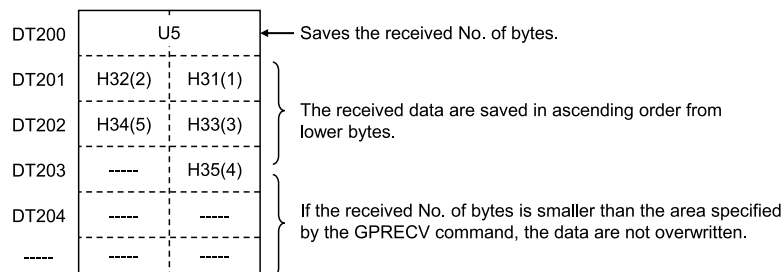 DT200 U5 Saves the received No. of bytes.
DT201 H32(2) H31(1)
The received data are saved in ascending order from
lower bytes.
DT202 H34(5) H33(3)
DT203 ----- H35(4)
DT204 ----- -----
If the received No. of bytes is smaller than the area specified
by the GPRECV command, the data are not overwritten.
----- ----- -----